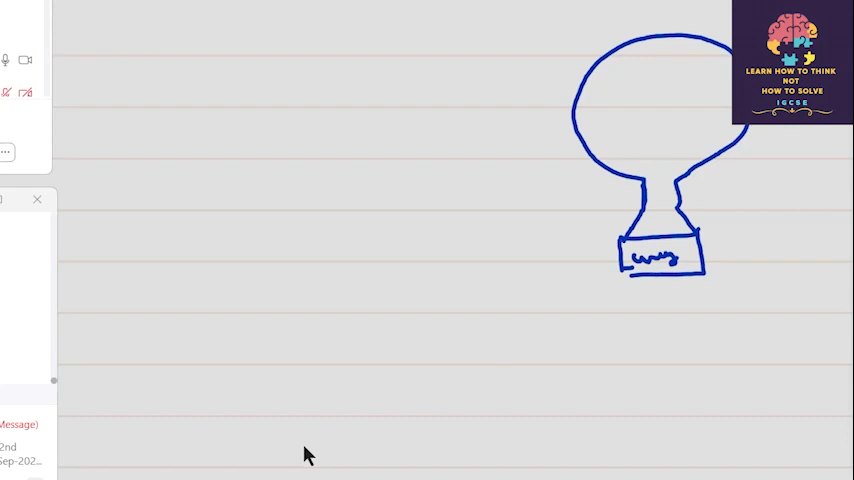 LEARN HOW TO THINK
NOT
HOW TO SOLVE
IGCSE
Message)
2nd
Sep-202...